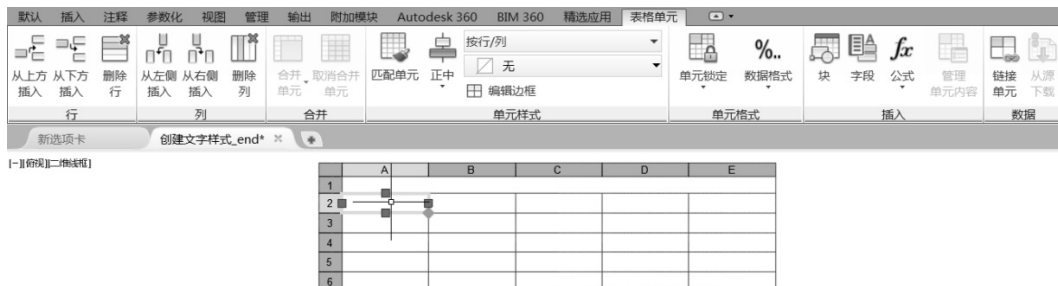 默认 插入 注释 参数化 视图 管理 输出 附加模块 Autodesk 360 BIM 360 精选应用 表格单元
从上方插入 从下方插入 删除行 从左侧插入 从右侧插入 删除列 合并单元 取消合并单元 匹配单元 正中 按行/列 单元锁定 数据格式 块 字段 公式 管理单元内容 链接单元 从源下载
无
编辑边框
%..
fx
行 列 合并 单元样式 单元格式 插入 数据
新选项卡 创建文字样式_end*
[-][俯视][二维线框]
A B C D E
1
2
3
4
5
6